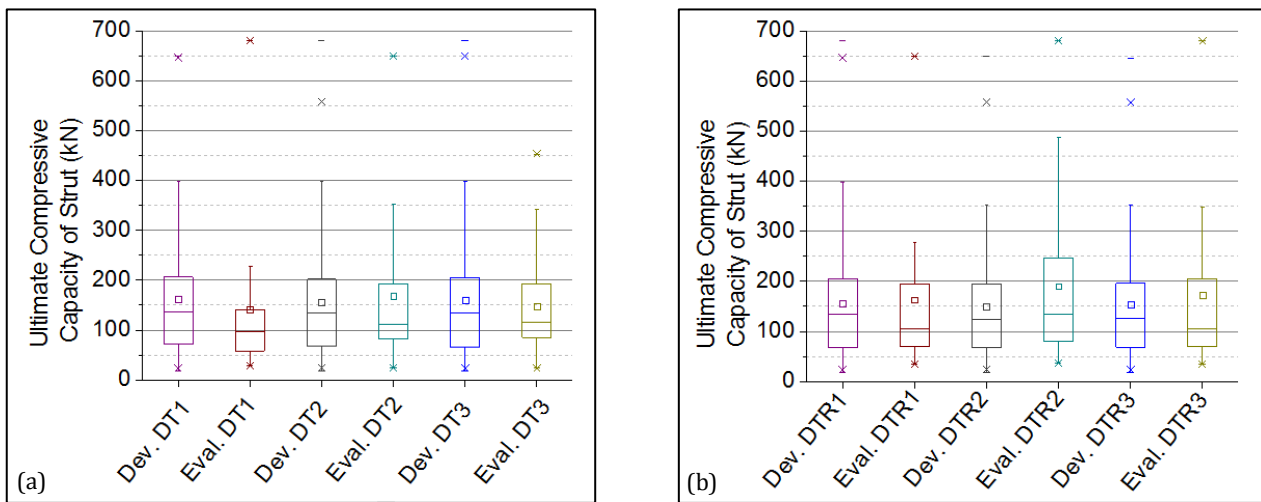 Ultimate Compressive
Capacity of Strut (kN)
700
600
500
400
300
200
100
0
Dev. DT1
Eval. DT1
Dev. DT2
Eval. DT2
Dev. DT3
Eval. DT3
(a)
Ultimate Compressive
Capacity of Strut (kN)
700
600
500
400
300
200
100
0
Dev. DTR1
Eval. DTR1
Dev. DTR2
Eval. DTR2
Dev. DTR3
Eval. DTR3
(b)